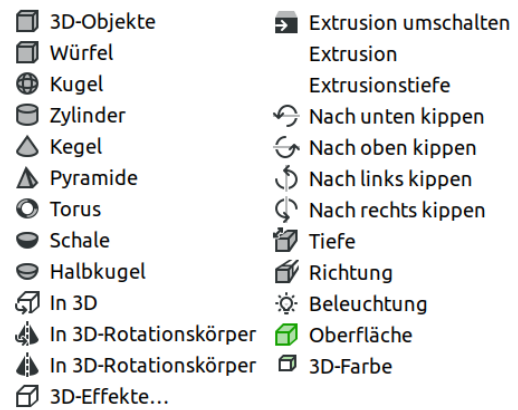 3D-Objekte
Würfel
Kugel
Zylinder
Kegel
Pyramide
Torus
Schale
Halbkugel
In 3D
In 3D-Rotationskörper
In 3D-Rotationskörper
3D-Effekte...
Extrusion umschalten
Extrusion
Extrusionstiefe
Nach unten kippen
Nach oben kippen
Nach links kippen
Nach rechts kippen
Tiefe
Richtung
Beleuchtung
Oberfläche
3D-Farbe